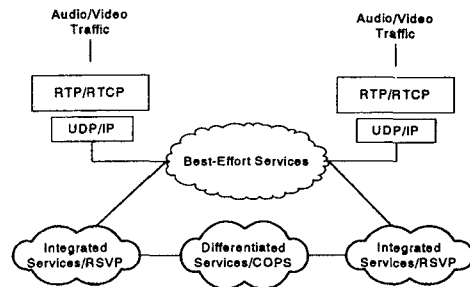 Audio/Video
Traffic
Audio/Video
Traffic
RTP/RTCP
RTP/RTCP
UDP/IP
UDP/IP
Best-Effort Services
Integrated
Services/RSVP
Differentiated
Services/COPS
Integrated
Services/RSVP